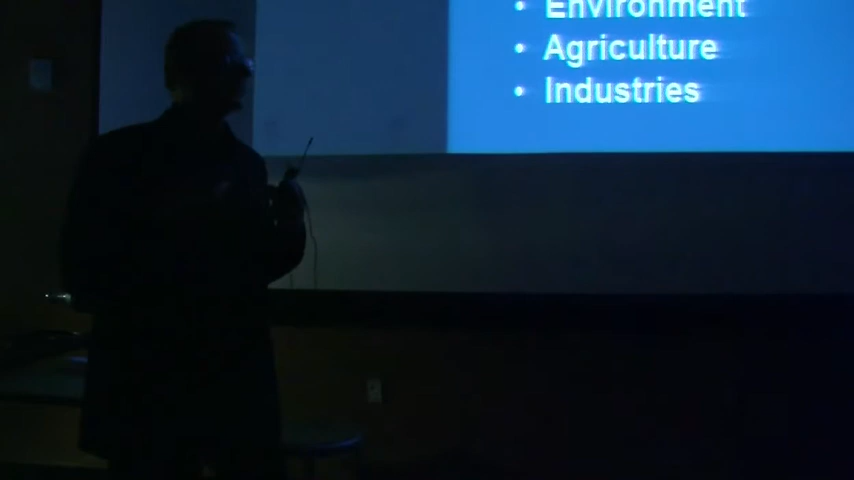 • Environment
• Agriculture
• Industries